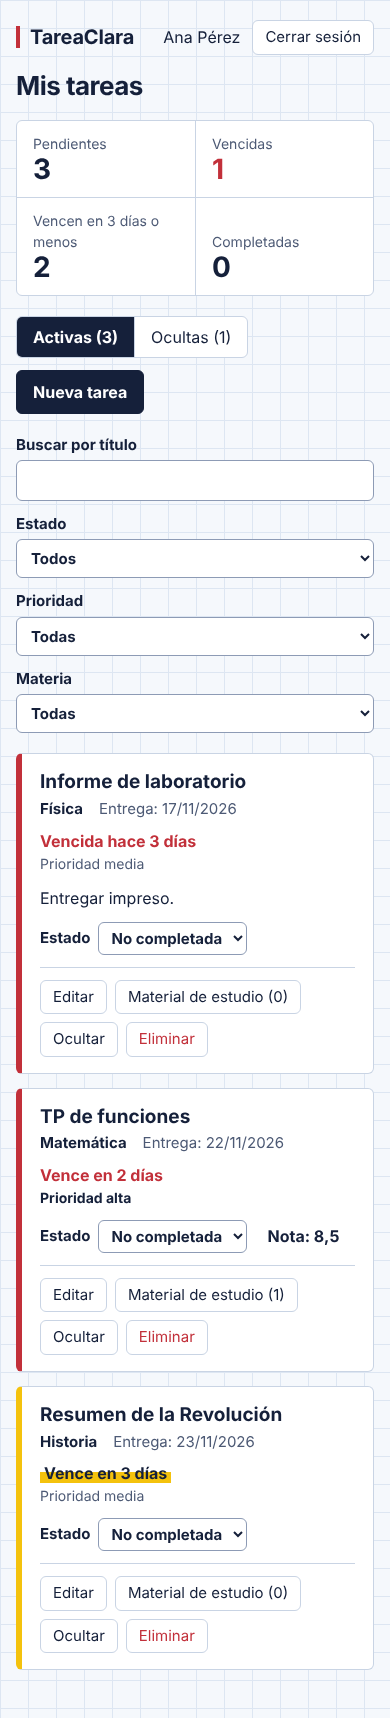 TareaClara Ana Pérez Cerrar sesión
Mis tareas
Pendientes
3
Vencidas
1
Vencen en 3 días o
menos
2
Completadas
0
Activas (3) Ocultas (1)
Nueva tarea
Buscar por título
Estado
Todos
Prioridad
Todas
Materia
Todas
Informe de laboratorio
Física Entrega: 17/11/2026
Vencida hace 3 días
Prioridad media
Entregar impreso.
Estado No completada
Editar Material de estudio (0)
Ocultar Eliminar
TP de funciones
Matemática Entrega: 22/11/2026
Vence en 2 días
Prioridad alta
Estado No completada Nota: 8,5
Editar Material de estudio (1)
Ocultar Eliminar
Resumen de la Revolución
Historia Entrega: 23/11/2026
Vence en 3 días
Prioridad media
Estado No completada
Editar Material de estudio (0)
Ocultar Eliminar